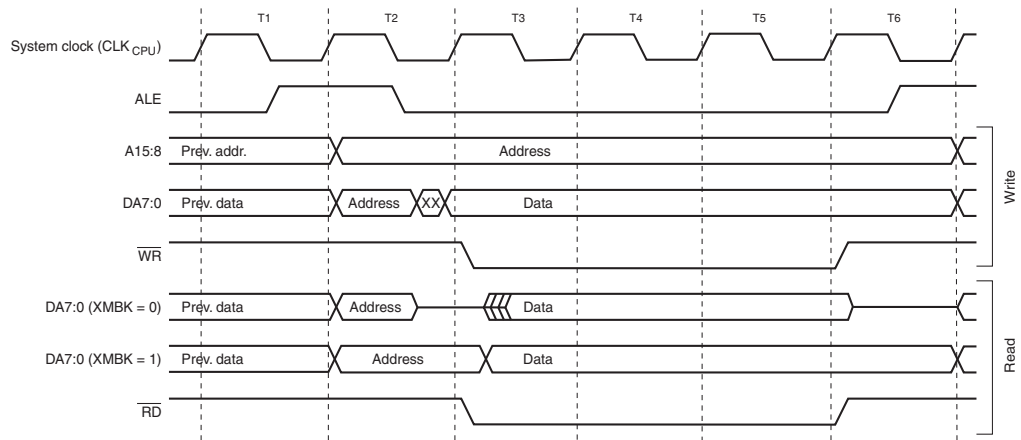 T1 T2 T3 T4 T5 T6
System clock (CLK CPU)
ALE
A15:8 Prev. addr. Address
DA7:0 Prev. data Address XX Data
WR
Write
DA7:0 (XMBK = 0) Prev. data Address Data
DA7:0 (XMBK = 1) Prev. data Address Data
RD
Read